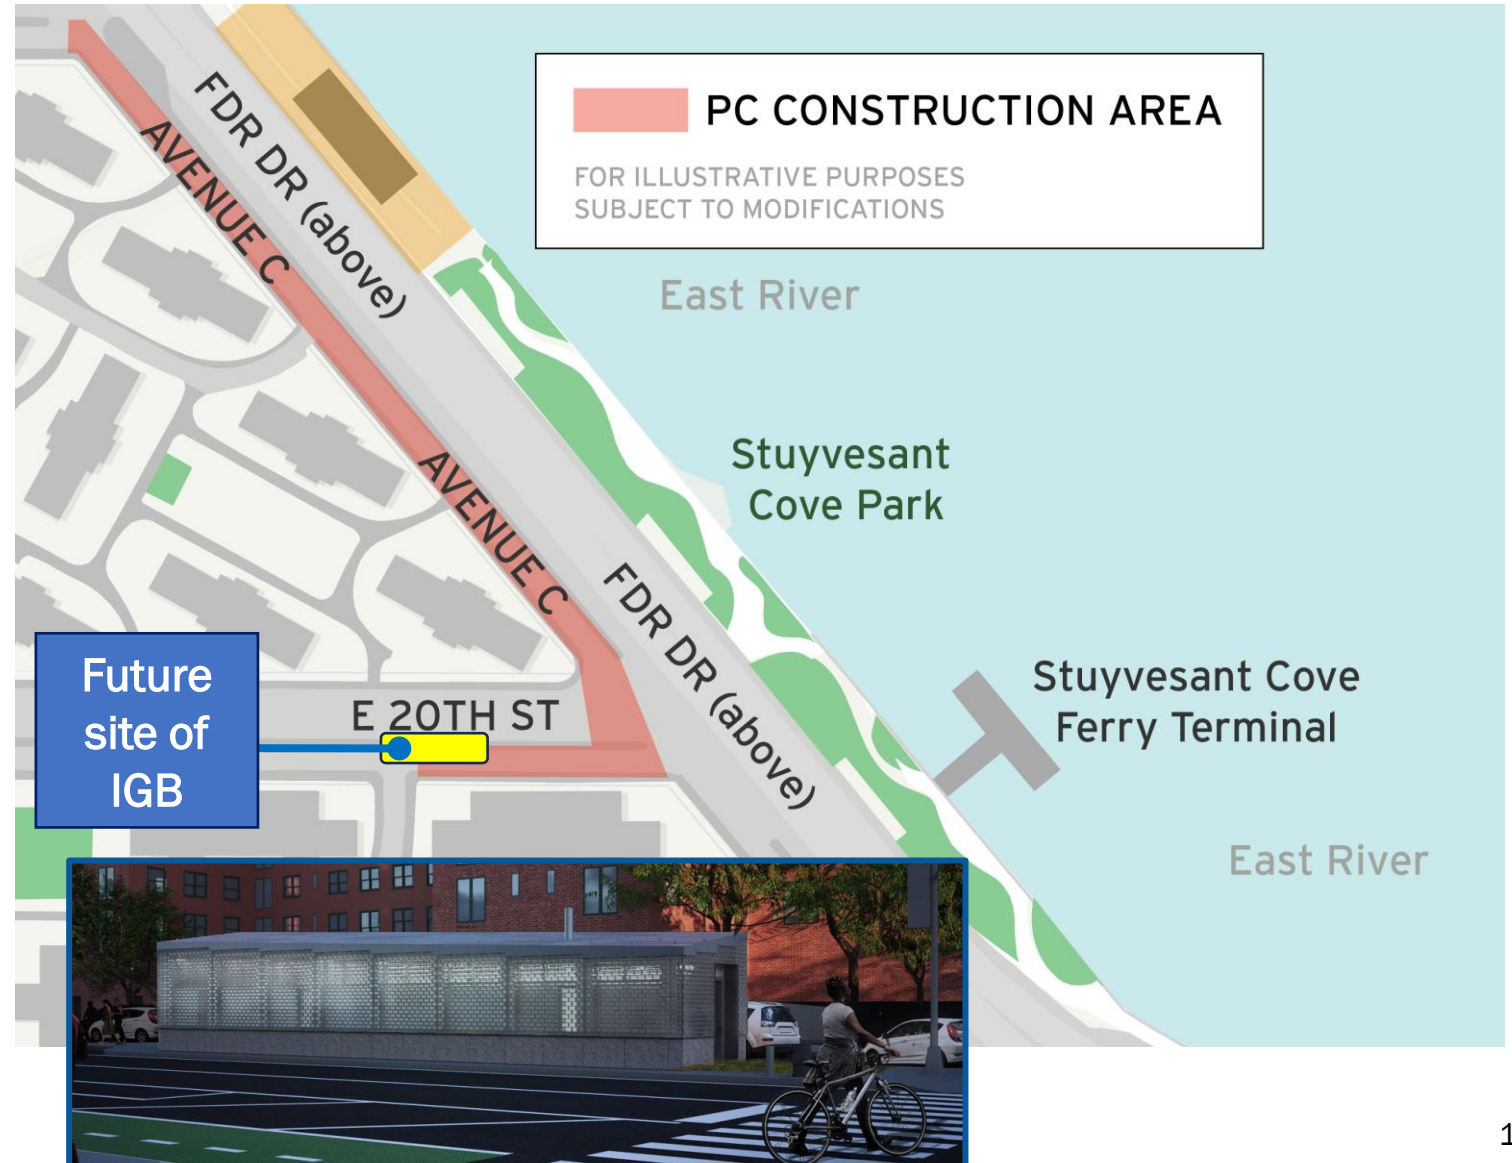 PC CONSTRUCTION AREA
FOR ILLUSTRATIVE PURPOSES
SUBJECT TO MODIFICATIONS
FDR DR (above)
AVENUE C
East River
Stuyvesant
Cove Park
AVENUE C
FDR DR (above)
Stuyvesant Cove
Ferry Terminal
Future
site of
IGB
E 20TH ST
East River
1